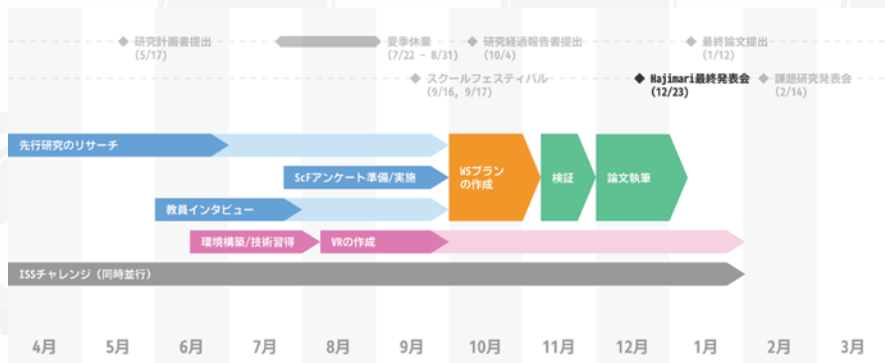 研究計画書提出
(5/17)
夏季休業
(7/22 - 8/31)
研究経過報告書提出
(10/4)
最終論文提出
(1/12)
スクールフェスティバル
(9/16, 9/17)
Hajimari最終発表会
(12/23)
課題研究発表会
(2/14)
先行研究のリサーチ
ScFアンケート準備/実施
教員インタビュー
WSプラン
の作成
検証
論文執筆
環境構築/技術習得
VRの作成
ISSチャレンジ（同時並行）
4月
5月
6月
7月
8月
9月
10月
11月
12月
1月
2月
3月